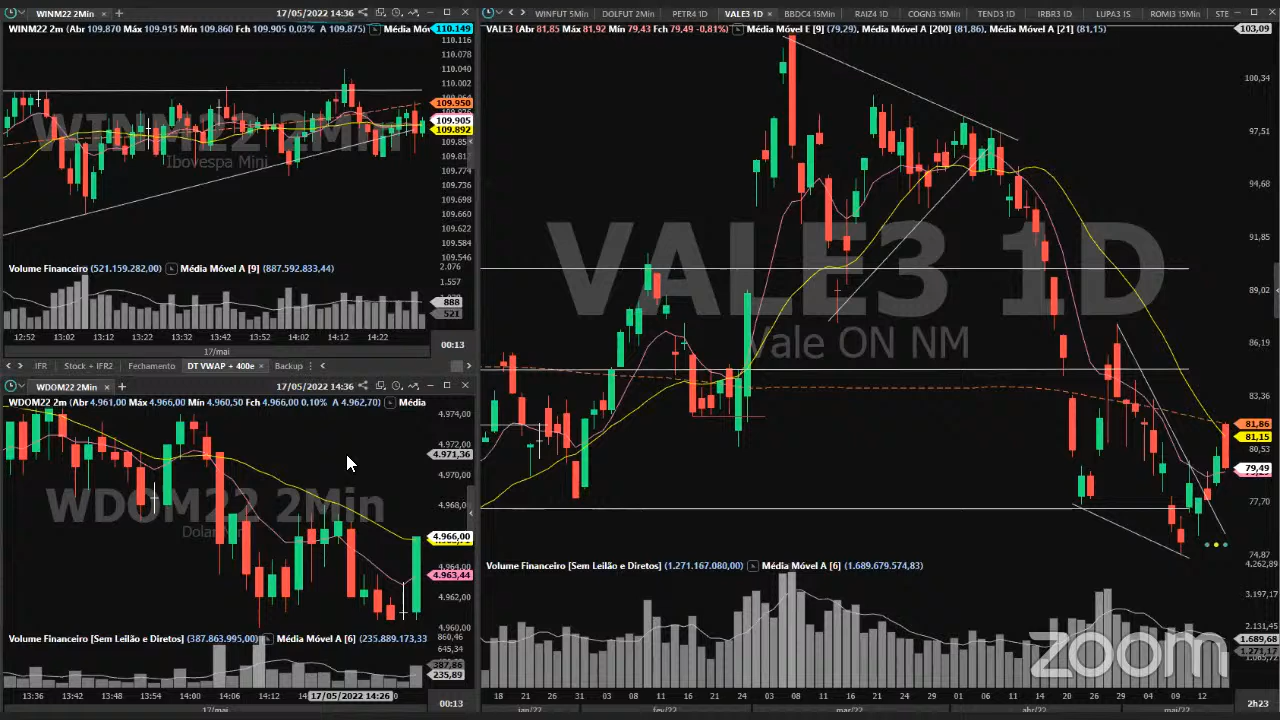 WINM22 2Min
17/05/2022 14:36
WINM22 2m (Abr 109.870 Máx 109.915 Mín 109.860 Fch 109.905 0,03% A 109.875) Média Móv
110.149
110.116
110.078
110.040
110.002
109.950
109.905
109.892
109.850
109.774
109.736
109.698
109.660
109.622
109.584
109.546
WINM22 2Min
Ibovespa Mini
Volume Financeiro (521.159.282,00) Média Móvel A [9] (887.592.833,44)
2.076
1.557
888
521
12:52 13:02 13:12 13:22 13:32 13:42 13:52 14:02 14:12 14:22
17/mai
00:13
IFR Stock + IFR2 Fechamento DT VWAP + 400e Backup
WDOM22 2Min
17/05/2022 14:36
WDOM22 2m (Abr 4.961,00 Máx 4.966,00 Mín 4.960,50 Fch 4.966,00 0.10% A 4.962,70) Média
4.974,00
4.972,00
4.971,36
4.970,00
4.968,00
4.966,00
4.963,44
4.962,00
4.960,00
WDOM22 2Min
Volume Financeiro [Sem Leilão e Diretos] (387.863.995,00) Média Móvel A [6] (235.889.173,33
860,46
645,34
387,86
235,89
13:36 13:42 13:48 13:54 14:00 14:06 14:12 17/05/2022 14:26
17/mai
00:13
WINFUT 5Min DOLFUT 2Min PETR4 1D VALE3 1D BBDC4 15Min RAIZ4 1D COGN3 15Min TEND3 1D IRBR3 1D LUPA3 1S ROMI3 15Min STE
VALE3 (Abr 81,85 Máx 81,92 Mín 79,43 Fch 79,49 -0,81%) Média Móvel E [9] (79,29), Média Móvel A [200] (81,86), Média Móvel A [21] (81,15)
103,09
100,34
97,51
94,68
91,85
89,02
86,19
83,36
81,86
81,15
80,53
79,49
77,70
74,87
VALE3 1D
Vale ON NM
Volume Financeiro [Sem Leilão e Diretos] (1.271.167.080,00) Média Móvel A [6] (1.689.679.574,83)
4.262,89
3.197,17
2.131,45
1.689,68
1.271,17
zoom
18 21 26 31 03 08 11 16 21 24 03 08 11 16 21 24 29 01 06 11 14 20 26 29 04 09 12
jan/22 fev/22 mar/22 abr/22 mai/22
2h23